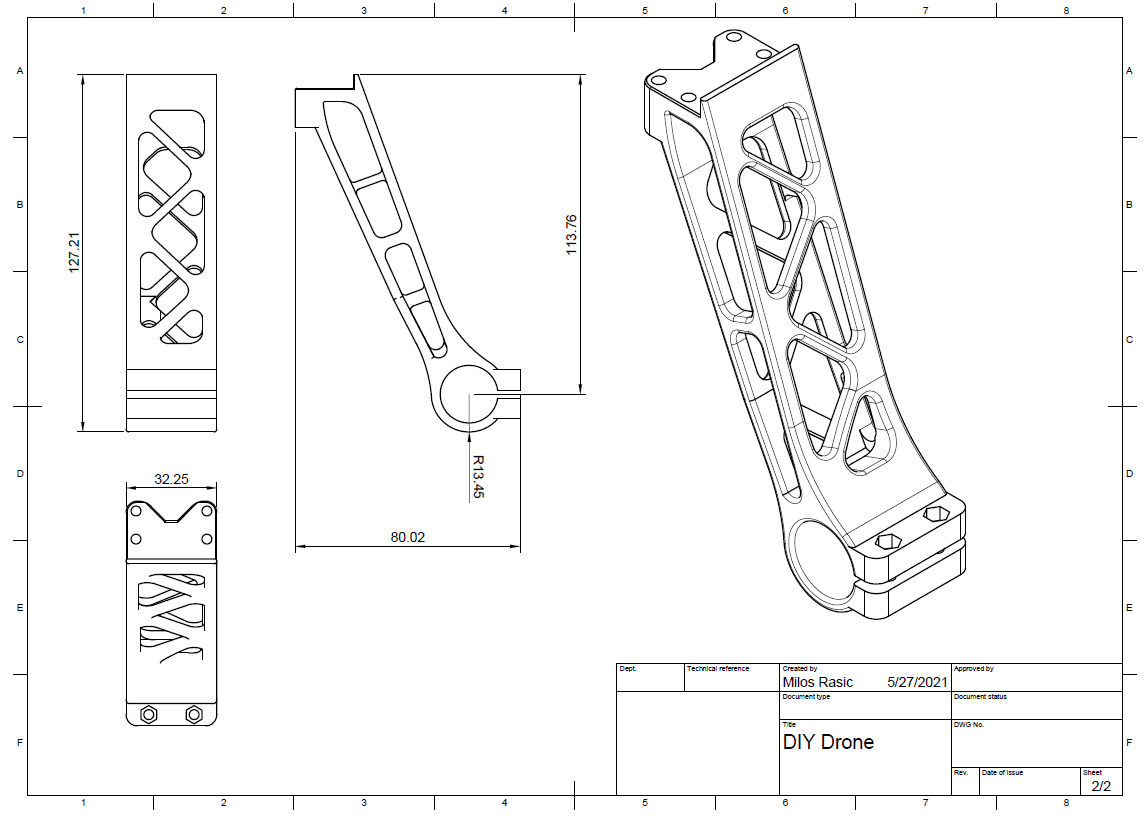 1 2 3 4 5 6 7 8
A A
B B
C C
D D
E E
F F
127.21
113.76
R13.45
32.25
80.02
Dept. Technical reference Created by Approved by
Milos Rasic 5/27/2021
Document type Document status
Title DWG No.
DIY Drone
Rev. Date of issue Sheet
2/2
1 2 3 4 5 6 7 8